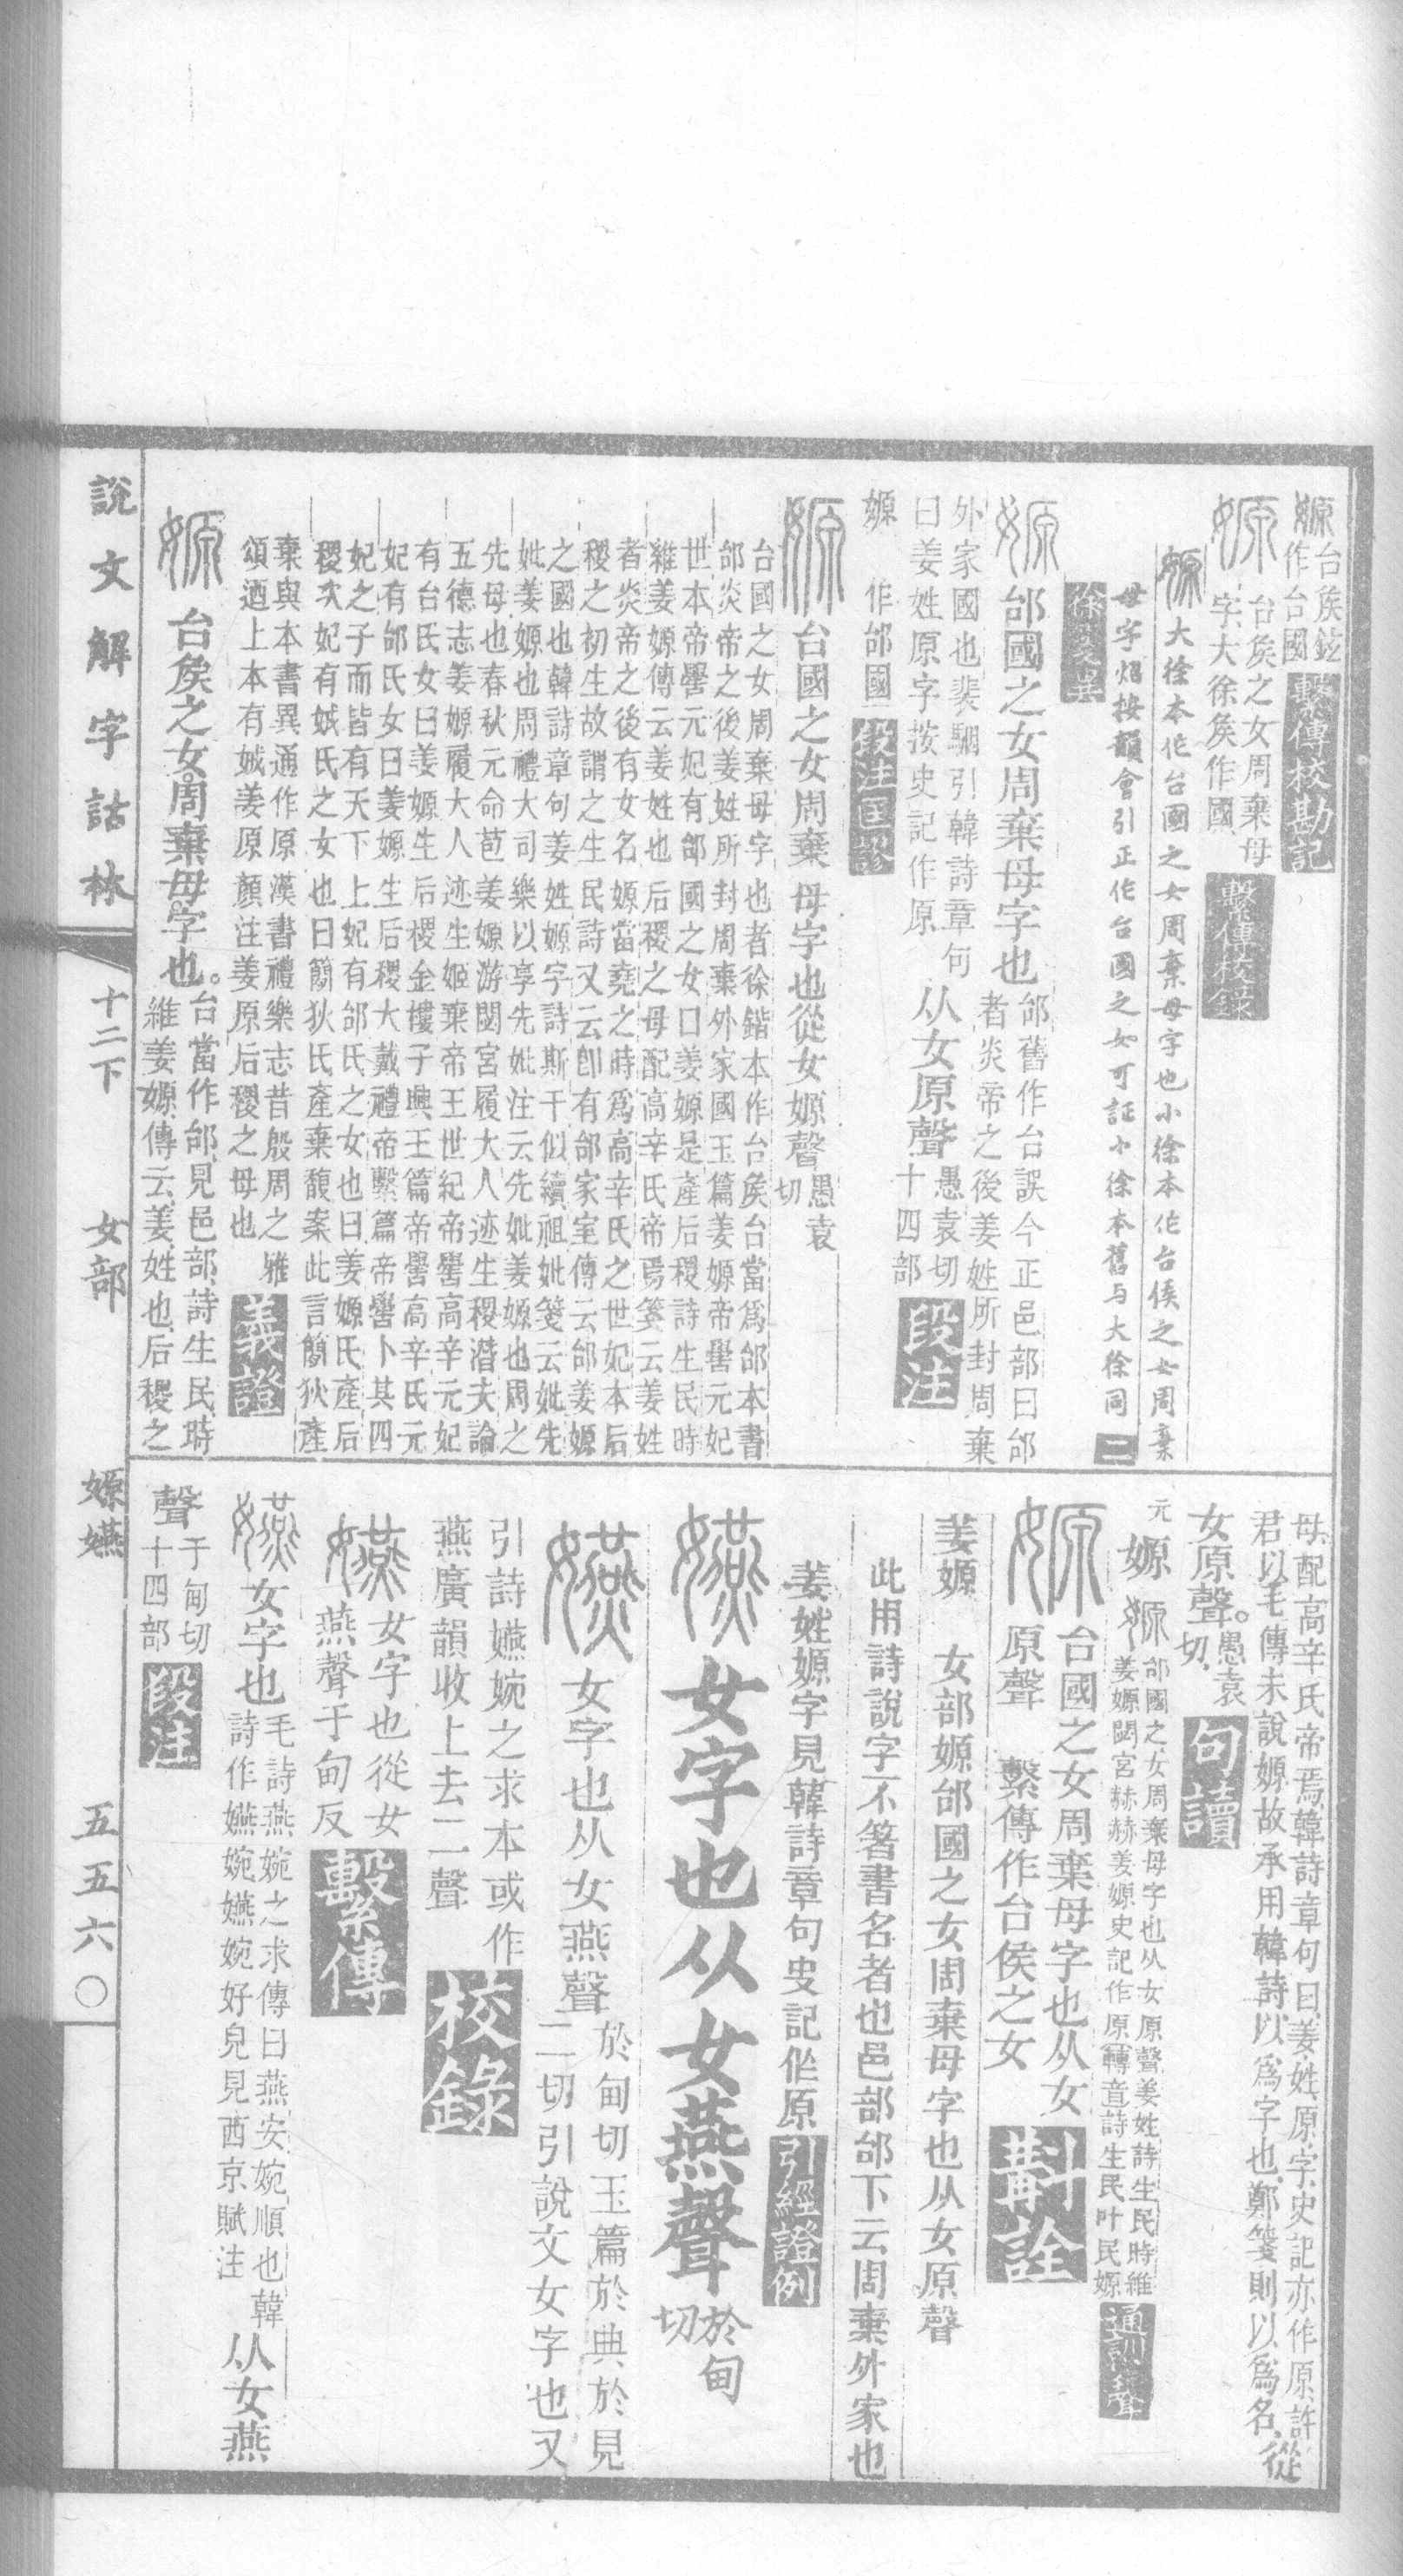 嫄台矦鉉
作台國 繫傳校勘記
嫄 台矦之女周棄母
字大徐矦作國 繫傳校錄
嫄大徐本作台國之女周棄母字也小徐本作台侯之女周棄
母字炤按韻會引正作台國之女可証小徐本舊与大徐同 二
徐箋異
嫄 邰國之女周棄母字也 邰舊作台誤今正邑部曰邰
者炎帝之後姜姓所封周棄
外家國也裴駰引韓詩章句
曰姜姓原字按史記作原 从女原聲 愚袁切
十四部 段注
嫄 作邰國 段注匡謬
嫄 台國之女周棄母字也從女嫄聲 愚袁
切
台國之女周棄母字也者徐鍇本作台矦台當爲邰本書
邰炎帝之後姜姓所封周棄外家國玉篇姜嫄帝嚳元妃
世本帝嚳元妃有邰國之女曰姜嫄是產后稷詩生民時
維姜嫄傳云姜姓也后稷之母配高辛氏帝焉箋云姜姓
者炎帝之後有女名嫄當堯之時爲高辛氏之世妃本后
稷之初生故謂之生民詩又云卽有邰家室傳云邰姜嫄
之國也韓詩章句姜姓嫄字詩斯干似續祖妣箋云妣先
妣姜嫄也周禮大司樂以享先妣注云先妣姜嫄也周之
先母也春秋元命苞姜嫄游閟宮履大人迹生稷潛夫論
五德志姜嫄履大人迹生姬棄帝王世紀帝嚳高辛元妃
有台氏女曰姜嫄生后稷金樓子興王篇帝嚳高辛氏元
妃有邰氏女曰姜嫄生后稷大戴禮帝繫篇帝嚳卜其四
妃之子而皆有天下上妃有邰氏之女也曰姜嫄氏產后
稷次妃有娀氏之女也曰簡狄氏產棄馥案此言簡狄產
棄與本書異通作原漢書禮樂志昔殷周之雅
頌迺上本有娀姜原顏注姜原后稷之母也 義證
嫄 台矦之女周棄母字也。台當作邰見邑部詩生民時
維姜嫄傳云姜姓也后稷之
說文解字詁林 十二下 女部 嫄嬿 五五六〇
母配高辛氏帝焉韓詩章句曰姜姓原字史記亦作原許
君以毛傳未說嫄故承用韓詩以爲字也鄭箋則以爲名 從
女原聲。愚袁
切 句讀
元 嫄 嫄 邰國之女周棄母字也从女原聲姜姓詩生民時維
姜嫄閟宮赫赫姜嫄史記作原轉音詩生民叶民嫄 通訓定聲
嫄 台國之女周棄母字也从女
原聲 繫傳作台侯之女 斠詮
姜嫄 女部嫄邰國之女周棄母字也从女原聲
此用詩說字不箸書名者也邑部邰下云周棄外家也
姜姓嫄字見韓詩章句史記作原 引經證例
嬿 女字也从女燕聲 於甸
切
嬿 女字也从女燕聲 於甸切玉篇於典於見
二切引說文女字也又
引詩嬿婉之求本或作
燕廣韻收上去二聲 校錄
嬿 女字也從女
燕聲于甸反 繫傳
嬿 女字也 毛詩燕婉之求傳曰燕安婉順也韓
詩作嬿婉嬿婉好皃見西京賦注 从女燕
聲 于甸切
十四部 段注